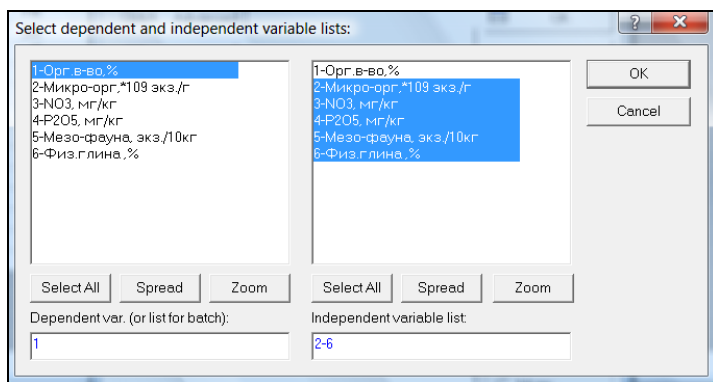 Select dependent and independent variable lists:
?
1-Орг.в-во,%
2-Микро-орг,*109 экз./г
3-NO3, мг/кг
4-P2O5, мг/кг
5-Мезо-фауна, экз./10кг
6-Физ.глина,%
Select All Spread Zoom
Dependent var. (or list for batch):
1
1-Орг.в-во,%
2-Микро-орг,*109 экз./г
3-NO3, мг/кг
4-P2O5, мг/кг
5-Мезо-фауна, экз./10кг
6-Физ.глина,%
Select All Spread Zoom
Independent variable list:
2-6
OK
Cancel